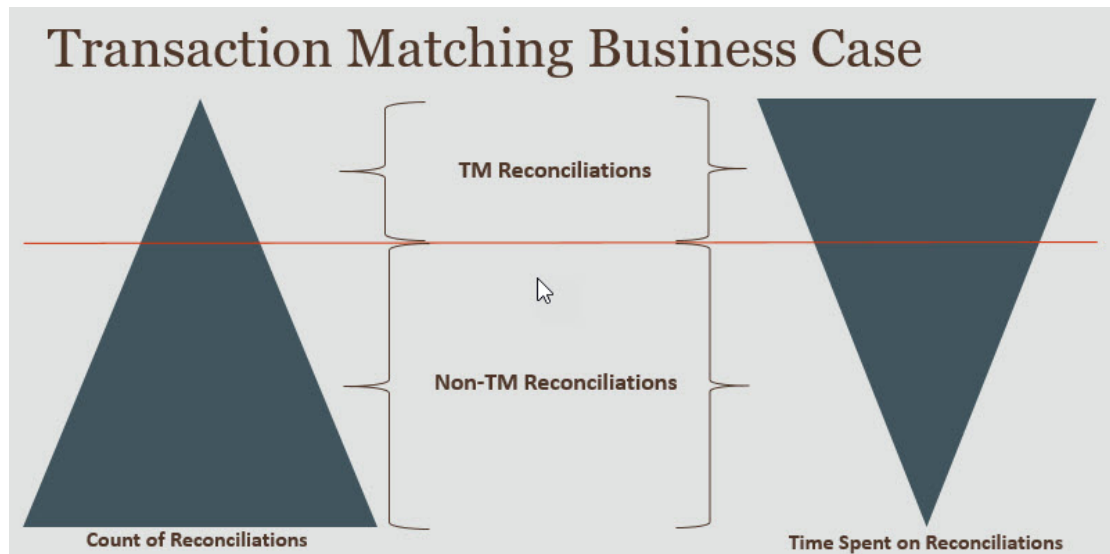 Transaction Matching Business Case
TM Reconciliations
Non-TM Reconciliations
Count of Reconciliations
Time Spent on Reconciliations